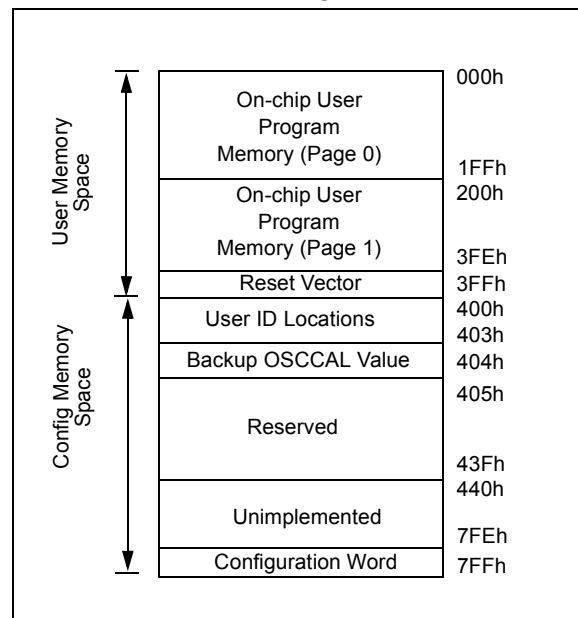 000h
On-chip User
Program
Memory (Page 0)
1FFh
200h
On-chip User
Program
Memory (Page 1)
3FEh
Reset Vector
3FFh
User Memory
Space
400h
User ID Locations
403h
Backup OSCCAL Value
404h
405h
Reserved
43Fh
440h
Unimplemented
7FEh
Configuration Word
7FFh
Config Memory
Space